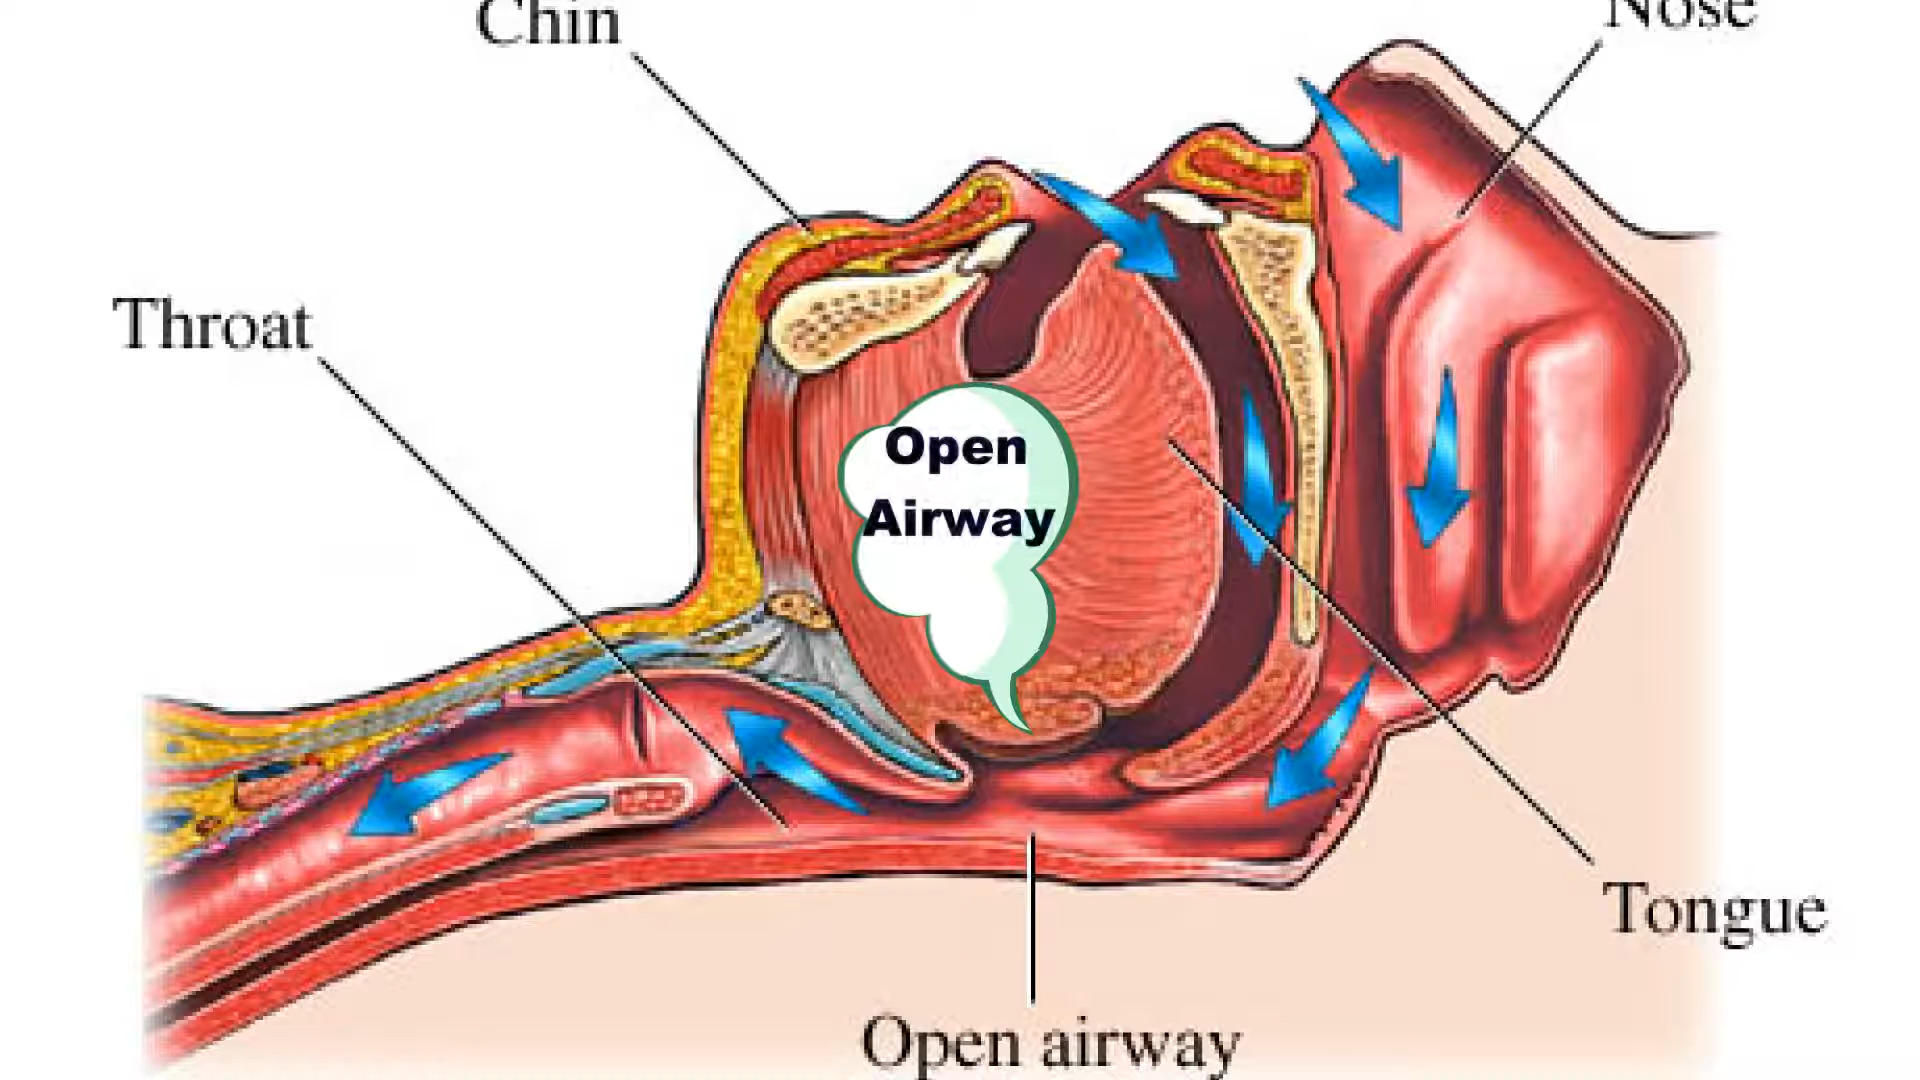 Chin
Nose
Throat
Open
Airway
Tongue
Open airway